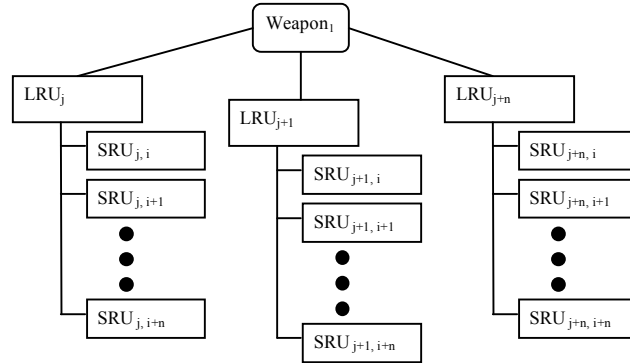 Weapon₁
LRUⱼ
SRUⱼ, ᵢ
SRUⱼ, ᵢ₊₁
SRUⱼ, ᵢ₊ₙ
LRUⱼ₊₁
SRUⱼ₊₁, ᵢ
SRUⱼ₊₁, ᵢ₊₁
SRUⱼ₊₁, ᵢ₊ₙ
LRUⱼ₊ₙ
SRUⱼ₊ₙ, ᵢ
SRUⱼ₊ₙ, ᵢ₊₁
SRUⱼ₊ₙ, ᵢ₊ₙ